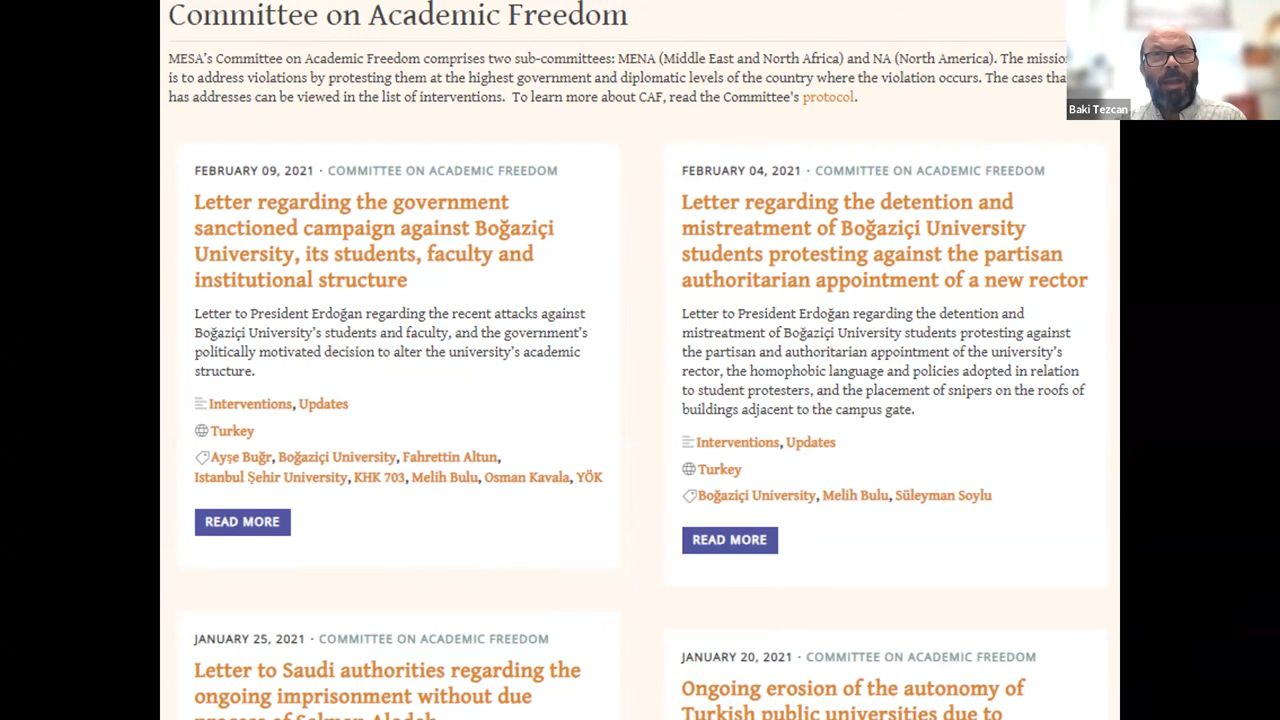 Committee on Academic Freedom
MESA's Committee on Academic Freedom comprises two sub-committees: MENA (Middle East and North Africa) and NA (North America). The mission
is to address violations by protesting them at the highest government and diplomatic levels of the country where the violation occurs. The cases
has addresses can be viewed in the list of interventions. To learn more about CAF, read the Committee's protocol.
Baki Tezcan
FEBRUARY 09, 2021 · COMMITTEE ON ACADEMIC FREEDOM
Letter regarding the government
sanctioned campaign against Boğaziçi
University, its students, faculty and
institutional structure
Letter to President Erdoğan regarding the recent attacks against
Boğaziçi University's students and faculty, and the government's
politically motivated decision to alter the university's academic
structure.
Interventions, Updates
Turkey
Ayşe Buğr, Boğaziçi University, Fahrettin Altun,
Istanbul Şehir University, KHK 703, Melih Bulu, Osman Kavala, YÖK
READ MORE
FEBRUARY 04, 2021 · COMMITTEE ON ACADEMIC FREEDOM
Letter regarding the detention and
mistreatment of Boğaziçi University
students protesting against the partisan
authoritarian appointment of a new rector
Letter to President Erdoğan regarding the detention and
mistreatment of Boğaziçi University students protesting against
the partisan and authoritarian appointment of the university's
rector, the homophobic language and policies adopted in relation
to student protesters, and the placement of snipers on the roofs of
buildings adjacent to the campus gate.
Interventions, Updates
Turkey
Boğaziçi University, Melih Bulu, Süleyman Soylu
READ MORE
JANUARY 25, 2021 · COMMITTEE ON ACADEMIC FREEDOM
Letter to Saudi authorities regarding the
ongoing imprisonment without due
process of Salman Alodah
JANUARY 20, 2021 · COMMITTEE ON ACADEMIC FREEDOM
Ongoing erosion of the autonomy of
Turkish public universities due to